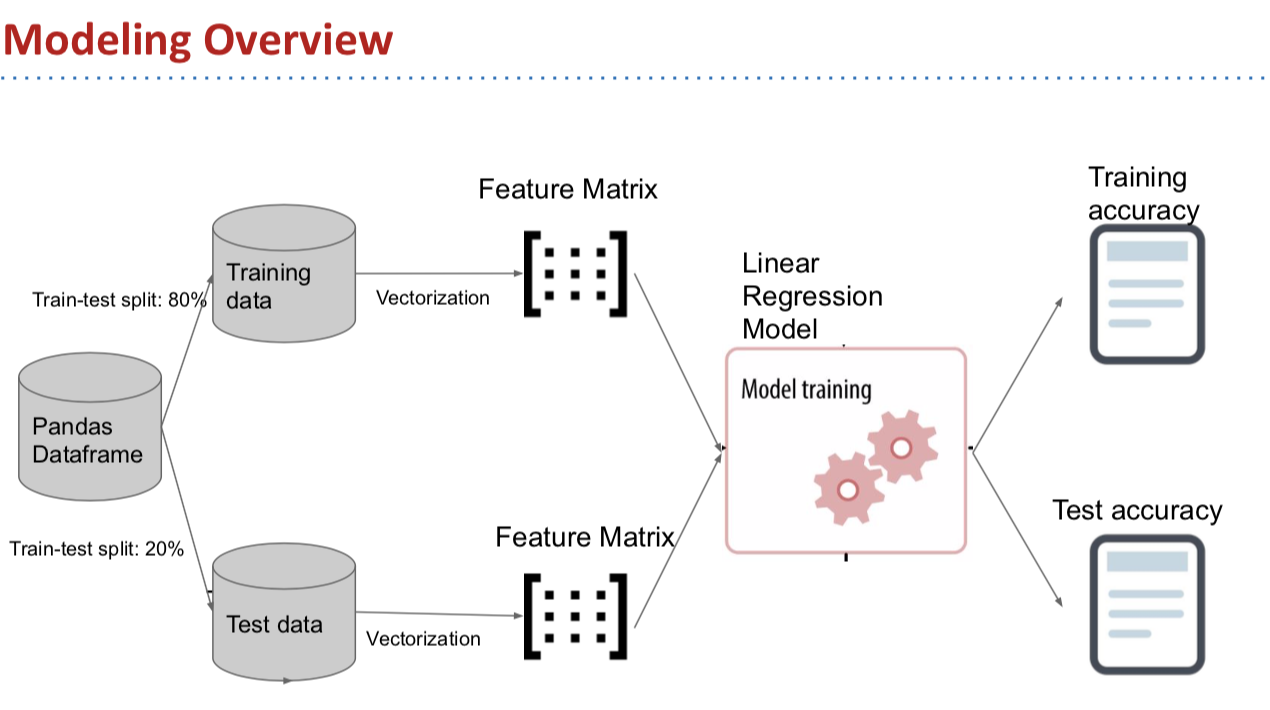 Modeling Overview
Training
accuracy
Feature Matrix
Training
data
Linear
Regression
Model
Train-test split: 80%
Vectorization
Model training
Pandas
Dataframe
Test accuracy
Feature Matrix
Train-test split: 20%
Test data
Vectorization